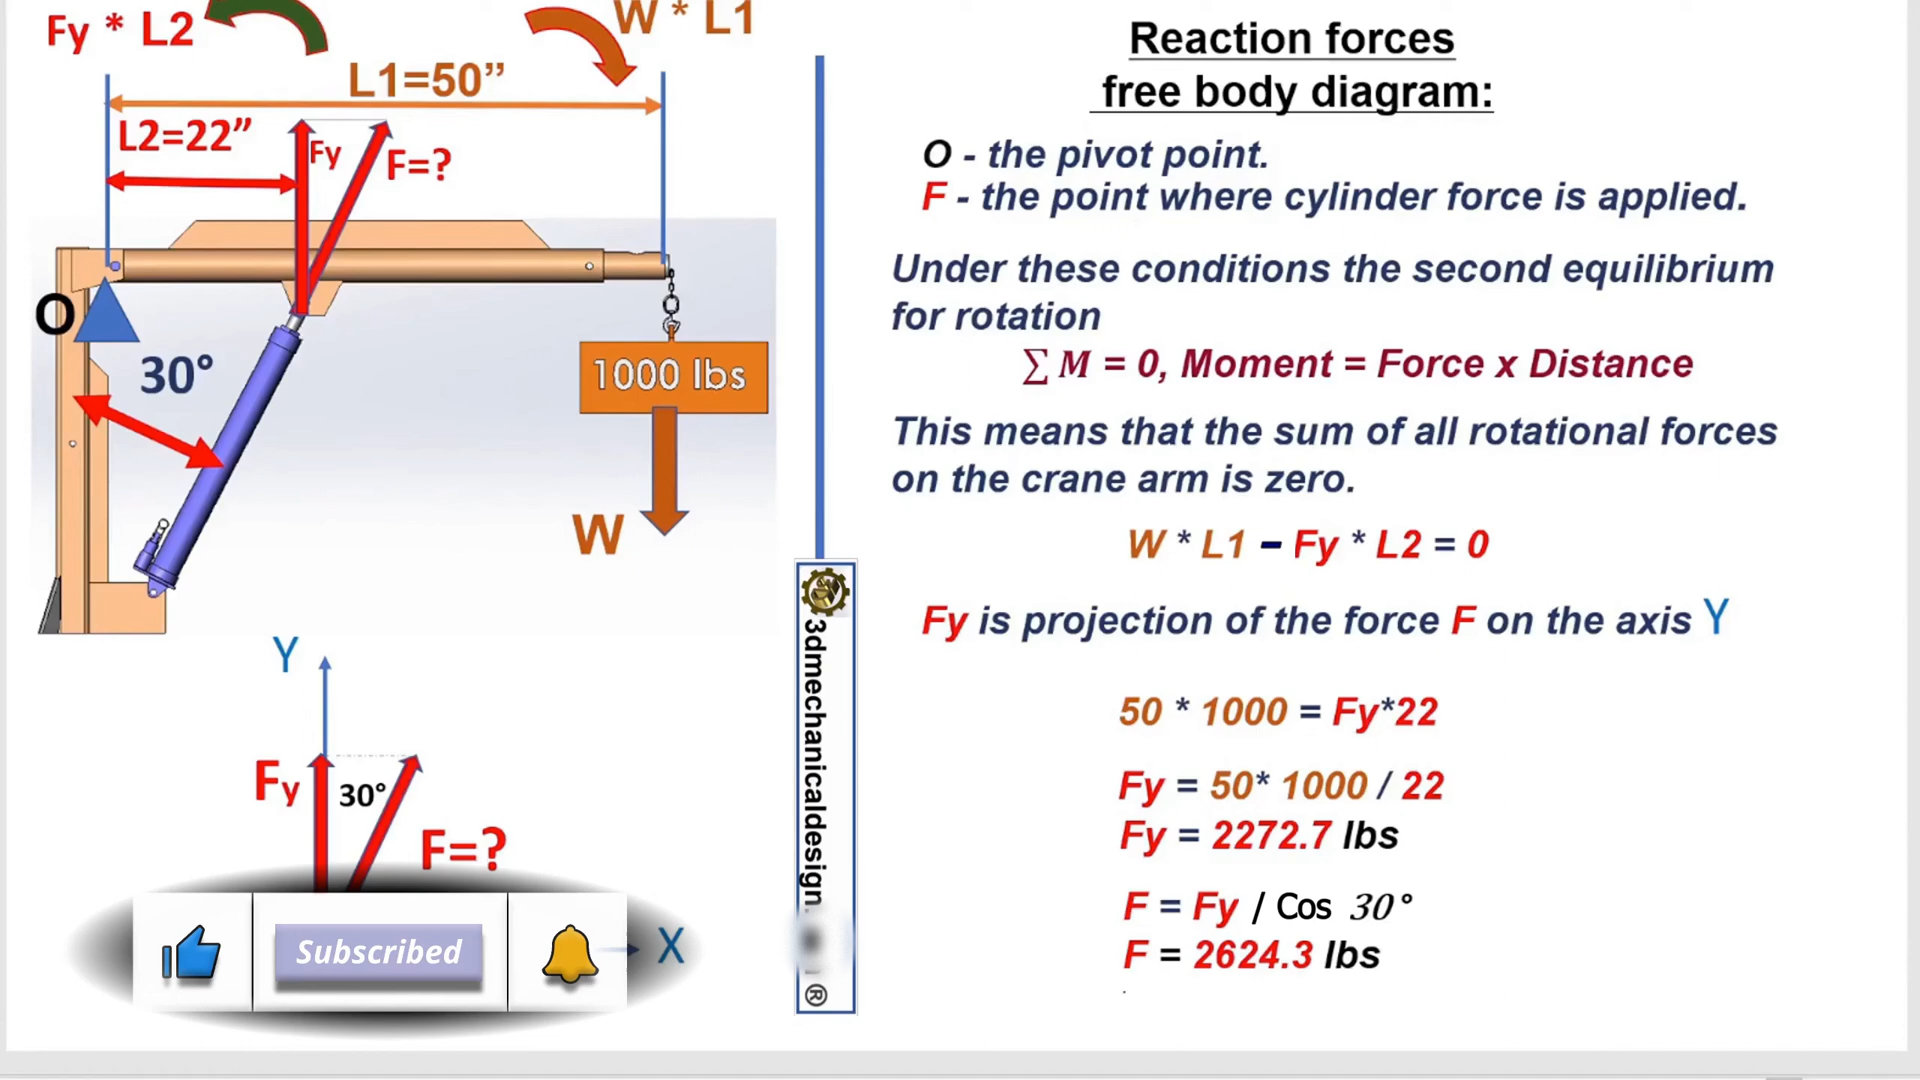 Fy * L2
W * L1
L1=50”
L2=22”
Fy
F=?
O
30°
1000 lbs
W
Y
Fy
30°
F=?
X
Subscribed
3dmechanicaldesign
®
Reaction forces
free body diagram:
O - the pivot point.
F - the point where cylinder force is applied.
Under these conditions the second equilibrium
for rotation
∑ M = 0, Moment = Force x Distance
This means that the sum of all rotational forces
on the crane arm is zero.
W * L1 - Fy * L2 = 0
Fy is projection of the force F on the axis Y
50 * 1000 = Fy*22
Fy = 50* 1000 / 22
Fy = 2272.7 lbs
F = Fy / Cos 30°
F = 2624.3 lbs